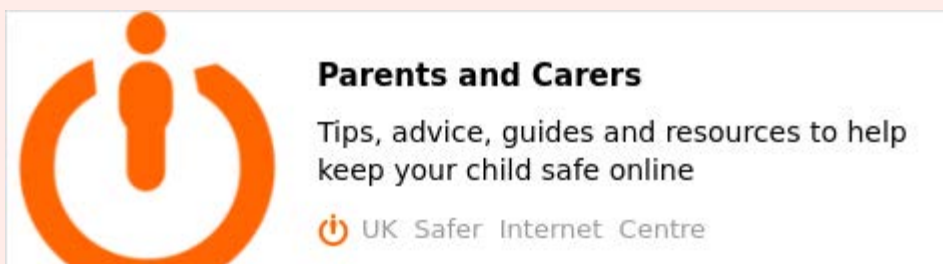 Parents and Carers
Tips, advice, guides and resources to help
keep your child safe online
UK Safer Internet Centre